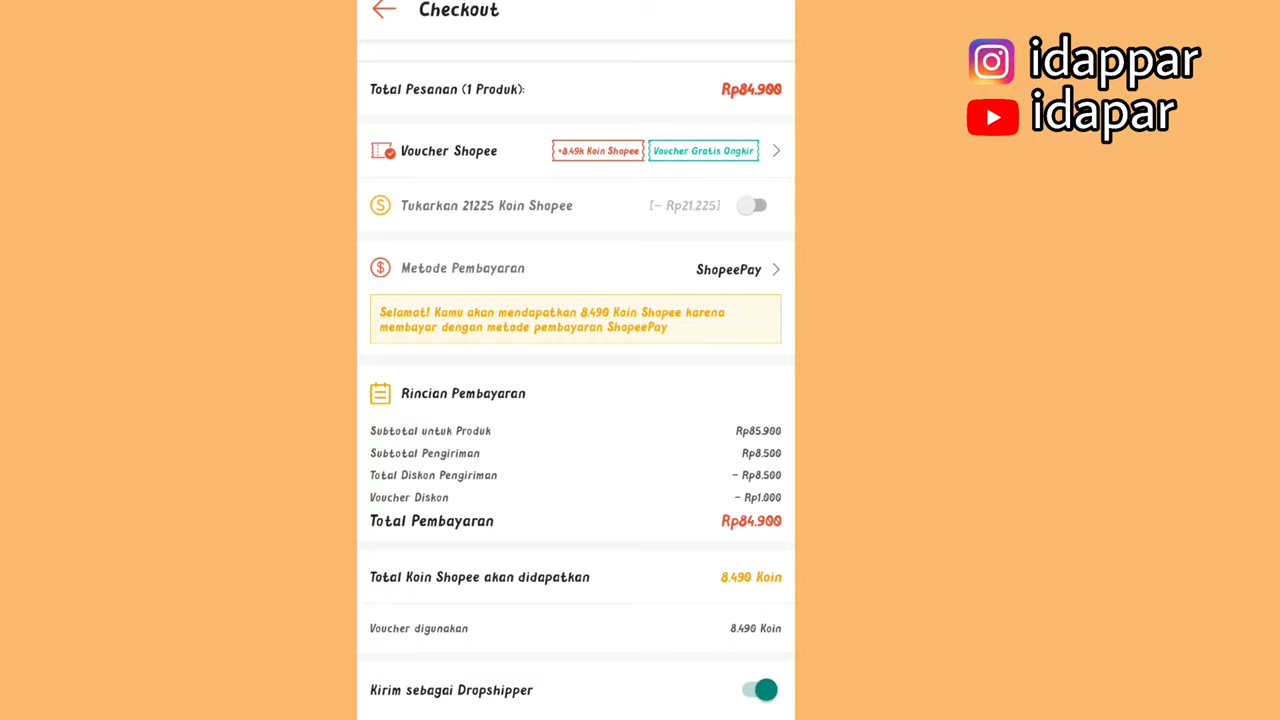 Checkout
idappar
idapar
Total Pesanan (1 Produk): Rp84.900
Voucher Shopee +8.49k Koin Shopee Voucher Gratis Ongkir
S Tukarkan 21225 Koin Shopee [- Rp21.225]
$ Metode Pembayaran ShopeePay
Selamat! Kamu akan mendapatkan 8.490 Koin Shopee karena
membayar dengan metode pembayaran ShopeePay
Rincian Pembayaran
Subtotal untuk Produk Rp85.900
Subtotal Pengiriman Rp8.500
Total Diskon Pengiriman - Rp8.500
Voucher Diskon - Rp1.000
Total Pembayaran Rp84.900
Total Koin Shopee akan didapatkan 8.490 Koin
Voucher digunakan 8.490 Koin
Kirim sebagai Dropshipper